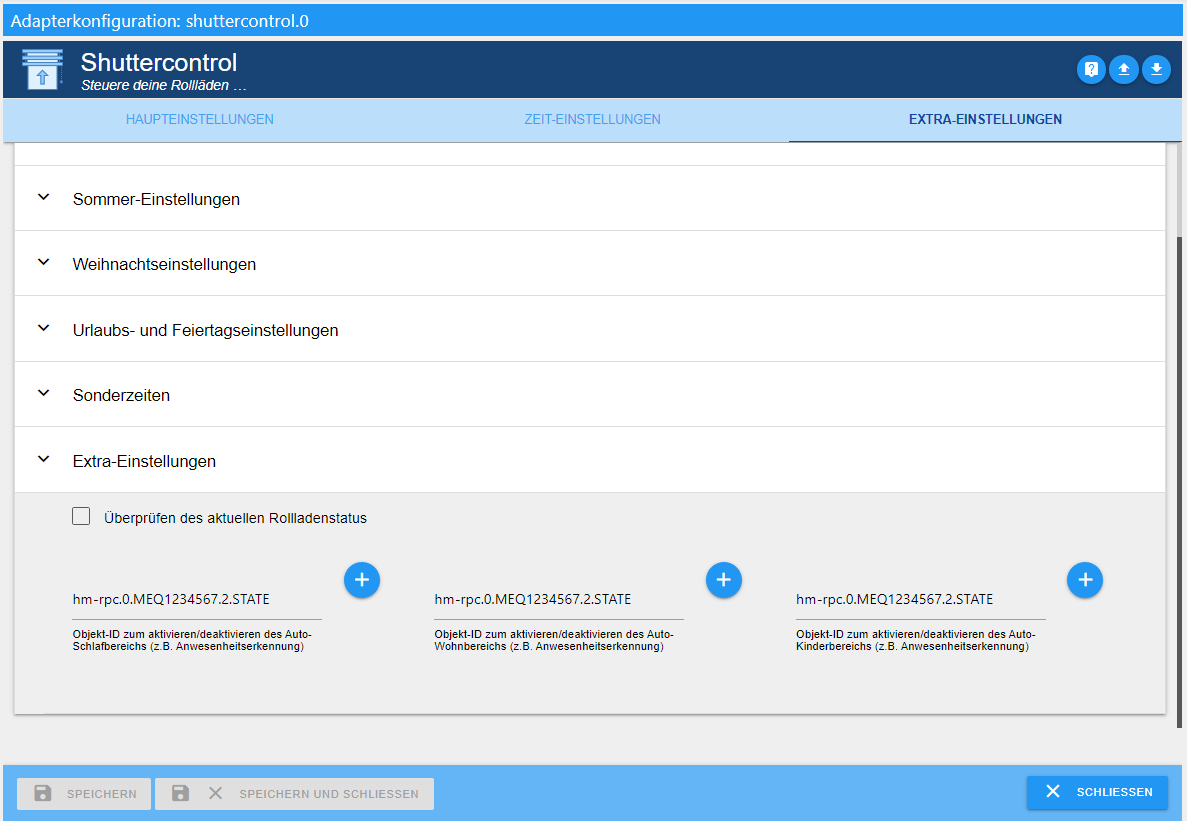 Adapterkonfiguration: shuttercontrol.0
Shuttercontrol
Steuere deine Rollläden ...
HAUPTEINSTELLUNGEN
ZEIT-EINSTELLUNGEN
EXTRA-EINSTELLUNGEN
Sommer-Einstellungen
Weihnachtseinstellungen
Urlaubs- und Feiertagseinstellungen
Sonderzeiten
Extra-Einstellungen
Überprüfen des aktuellen Rollladenstatus
hm-rpc.0.MEQ1234567.2.STATE
Objekt-ID zum aktivieren/deaktivieren des Auto-
Schlafbereichs (z.B. Anwesenheitserkennung)
hm-rpc.0.MEQ1234567.2.STATE
Objekt-ID zum aktivieren/deaktivieren des Auto-
Wohnbereichs (z.B. Anwesenheitserkennung)
hm-rpc.0.MEQ1234567.2.STATE
Objekt-ID zum aktivieren/deaktivieren des Auto-
Kinderbereichs (z.B. Anwesenheitserkennung)
SPEICHERN
SPEICHERN UND SCHLIESSEN
SCHLIESSEN